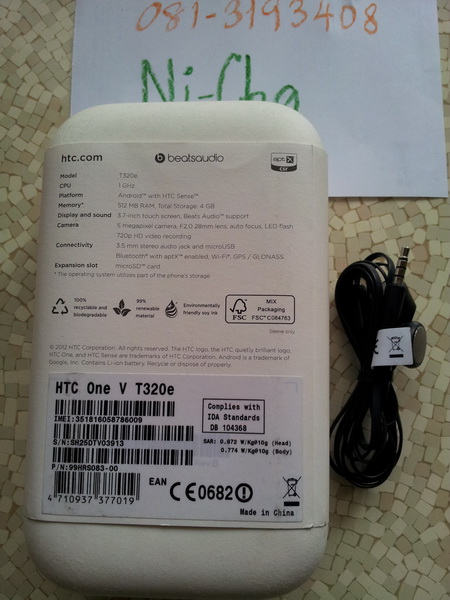 081-3193408
Ni-Cha
htc.com
beatsaudio
aptX
CSR
Model T320e
CPU 1 GHz
Platform Android™ with HTC Sense™
Memory* 512 MB RAM, Total Storage: 4 GB
Display and sound 3.7-inch touch screen, Beats Audio™ support
Camera 5 megapixel camera, F2.0 28mm lens, auto focus, LED flash
720p HD video recording
Connectivity 3.5 mm stereo audio jack and microUSB
Bluetooth® with aptX™ enabled, Wi-Fi®, GPS / GLONASS
Expansion slot microSD™ card
* The operating system utilizes part of the phone's storage
100%
recyclable and
biodegradable
99%
renewable
material
Environmentally
friendly soy ink
FSC
MIX
Packaging
FSC® C084763
Sleeve only
© 2012 HTC Corporation. All rights reserved. The HTC logo, the HTC quietly brilliant logo,
HTC One, and HTC Sense are trademarks of HTC Corporation. Android is a trademark of
Google, Inc. Contains Li-ion battery. Recycle or dispose of properly.
HTC One V T320e
IMEI:351816058786009
S/N:SH25DTV03913
P/N:99HRS083-00
4 710937 377019
EAN
Complies with
IDA Standards
DB 104368
SAR: 0.672 W/Kg@10g (Head)
0.774 W/Kg@10g (Body)
CE0682
Made in China